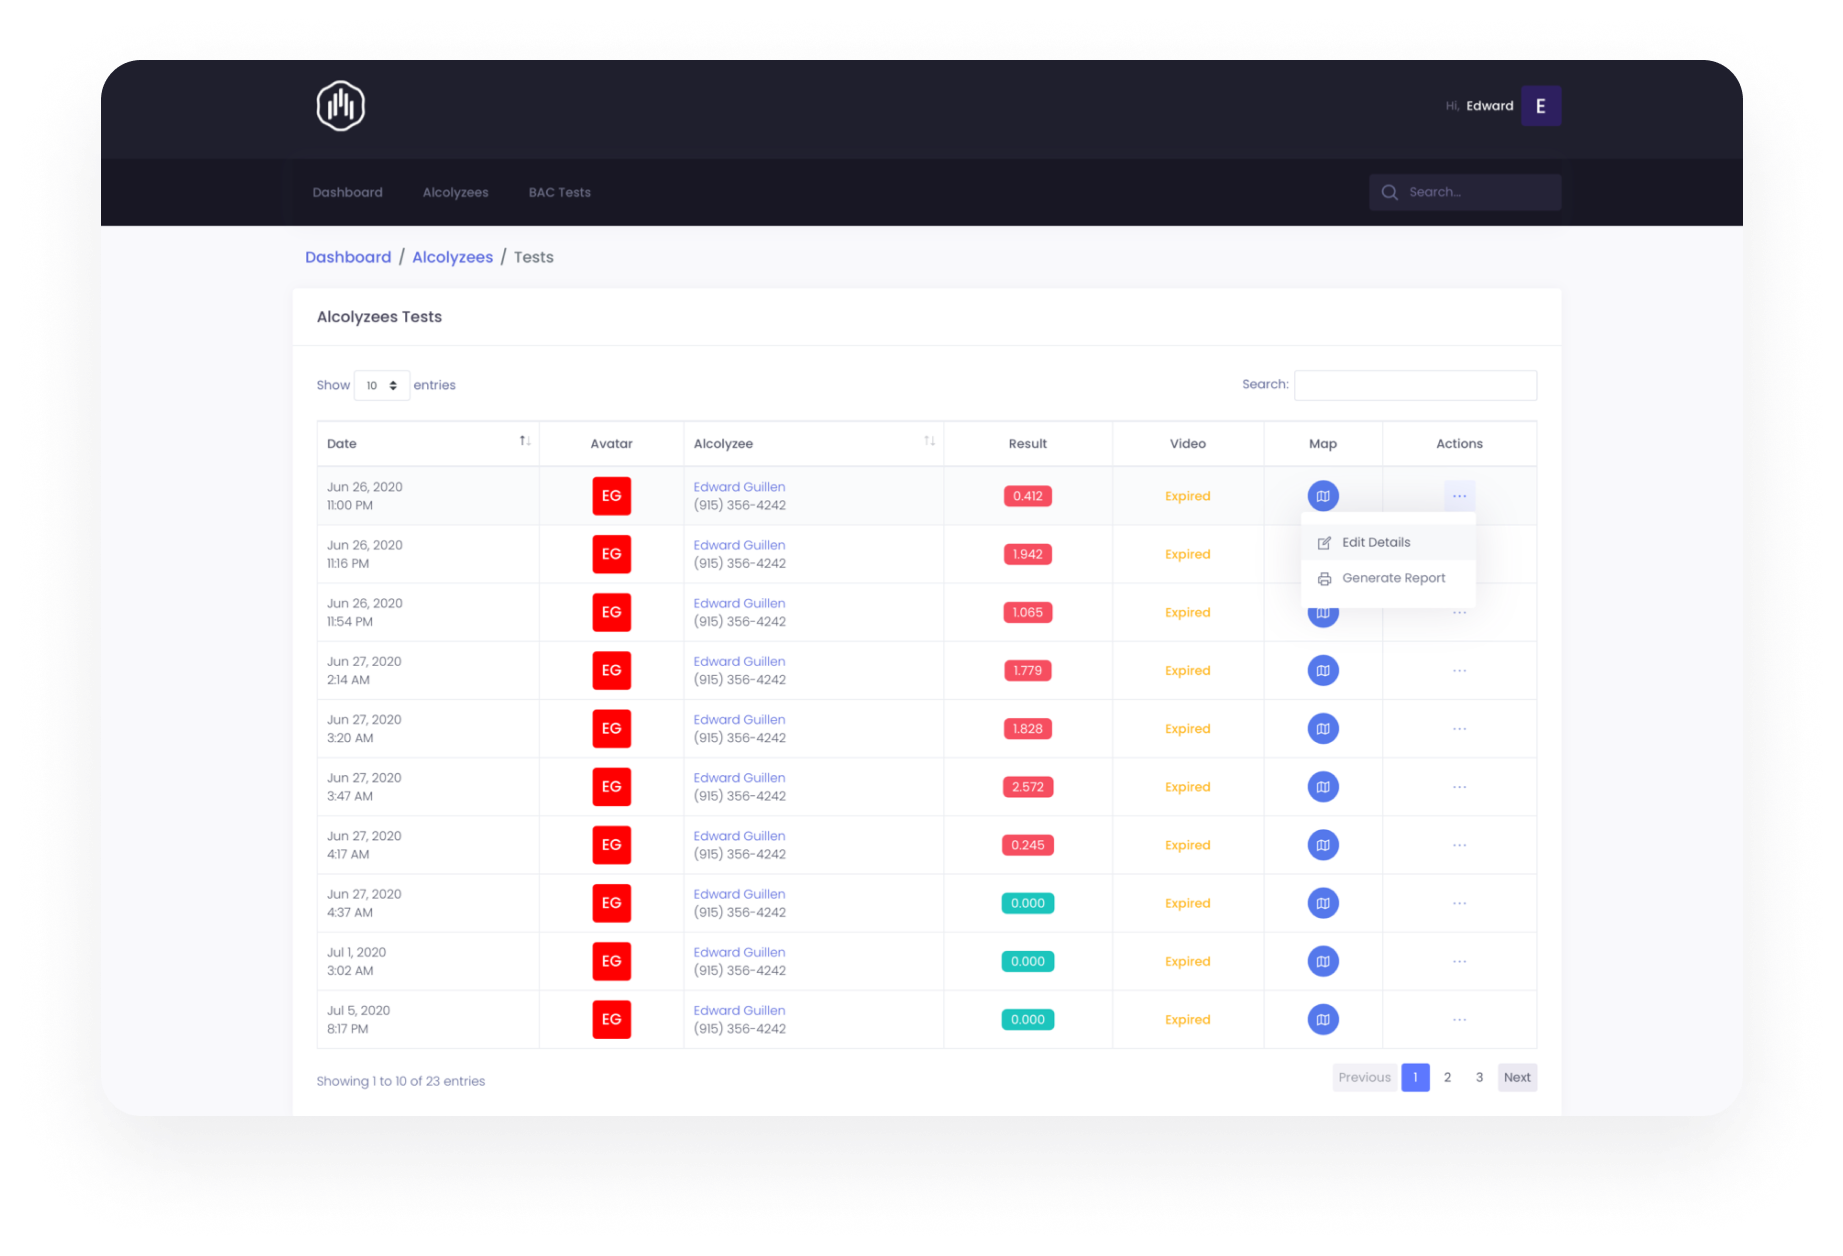 Hi, Edward E
Dashboard Alcolyzees BAC Tests Search...
Dashboard / Alcolyzees / Tests
Alcolyzees Tests
Show 10 entries Search:
Date Avatar Alcolyzee Result Video Map Actions
Jun 26, 2020
11:00 PM
EG
Edward Guillen
(915) 356-4242
0.412
Expired
...
Edit Details
Generate Report
Jun 26, 2020
11:16 PM
EG
Edward Guillen
(915) 356-4242
1.942
Expired
Jun 26, 2020
11:54 PM
EG
Edward Guillen
(915) 356-4242
1.065
Expired
...
Jun 27, 2020
2:14 AM
EG
Edward Guillen
(915) 356-4242
1.779
Expired
...
Jun 27, 2020
3:20 AM
EG
Edward Guillen
(915) 356-4242
1.828
Expired
...
Jun 27, 2020
3:47 AM
EG
Edward Guillen
(915) 356-4242
2.572
Expired
...
Jun 27, 2020
4:17 AM
EG
Edward Guillen
(915) 356-4242
0.245
Expired
...
Jun 27, 2020
4:37 AM
EG
Edward Guillen
(915) 356-4242
0.000
Expired
...
Jul 1, 2020
3:02 AM
EG
Edward Guillen
(915) 356-4242
0.000
Expired
...
Jul 5, 2020
8:17 PM
EG
Edward Guillen
(915) 356-4242
0.000
Expired
...
Showing 1 to 10 of 23 entries Previous 1 2 3 Next